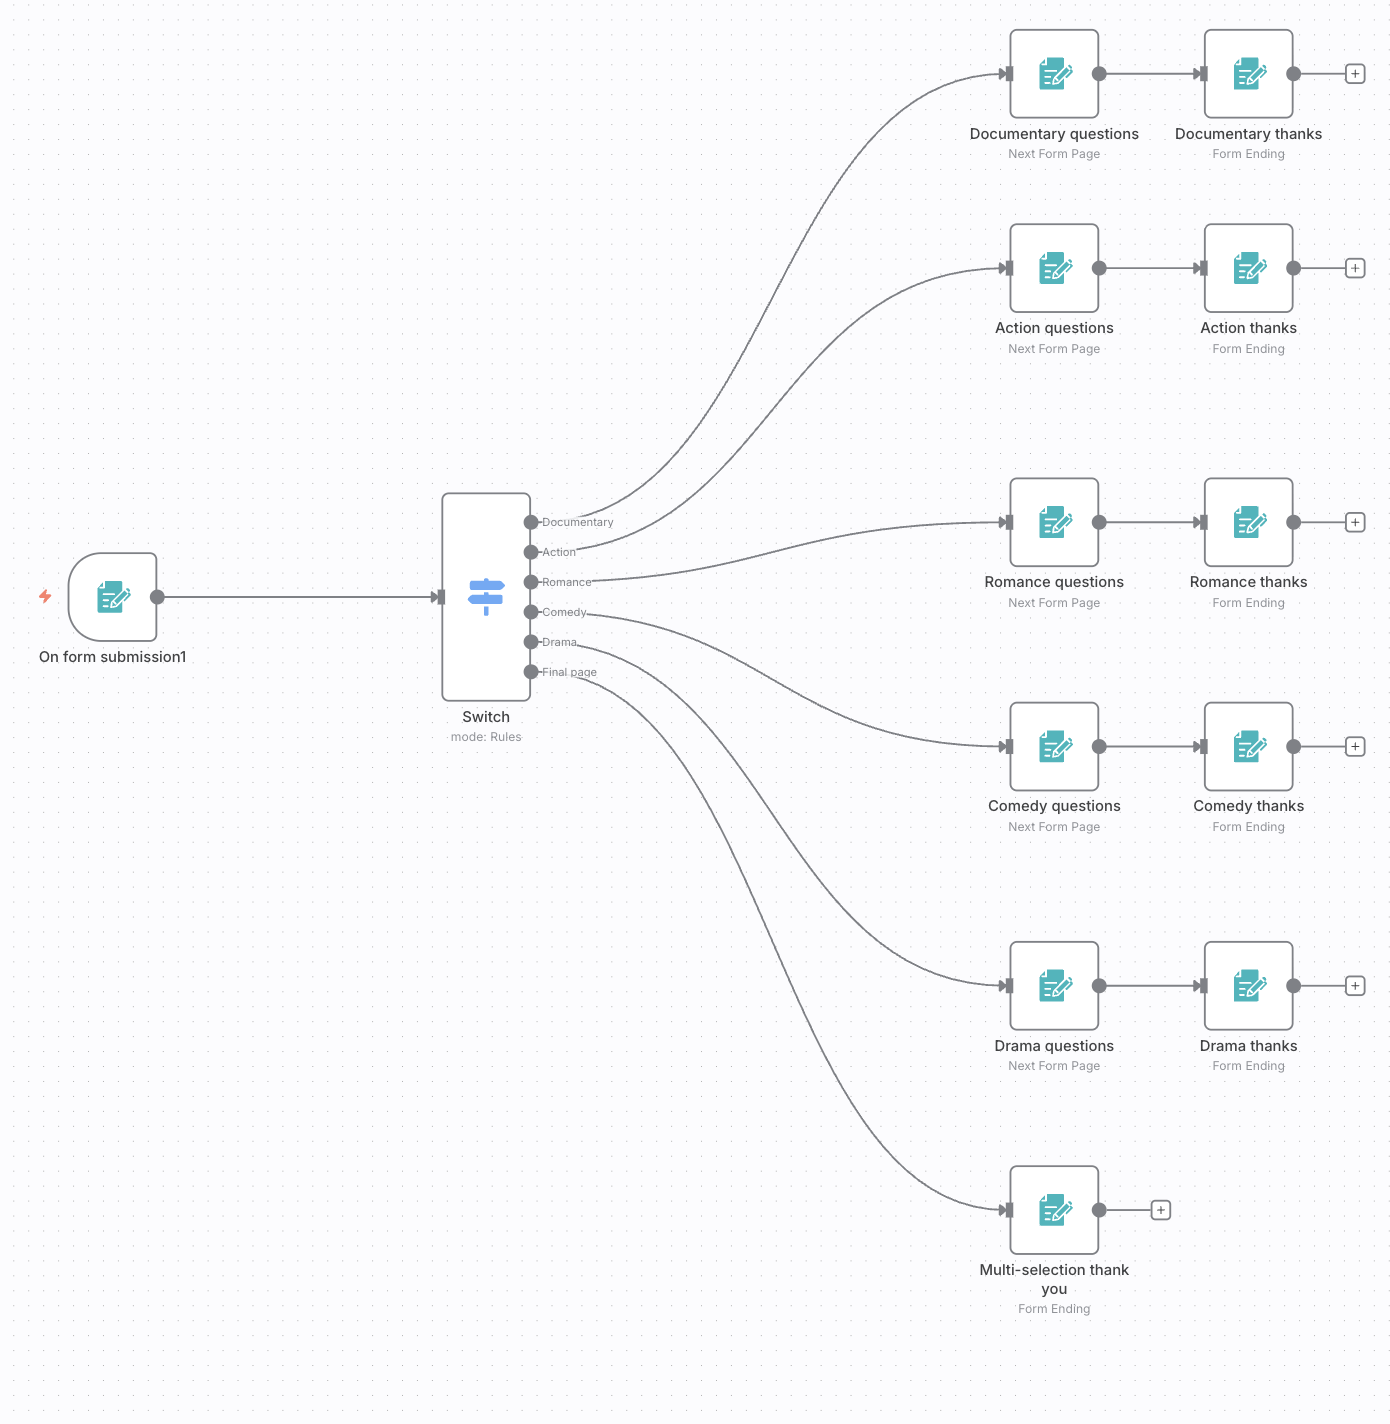 Documentary questions
Next Form Page
Documentary thanks
Form Ending
Action questions
Next Form Page
Action thanks
Form Ending
Romance questions
Next Form Page
Romance thanks
Form Ending
On form submission1
Documentary
Action
Romance
Comedy
Drama
Final page
Switch
mode: Rules
Comedy questions
Next Form Page
Comedy thanks
Form Ending
Drama questions
Next Form Page
Drama thanks
Form Ending
Multi-selection thank
you
Form Ending